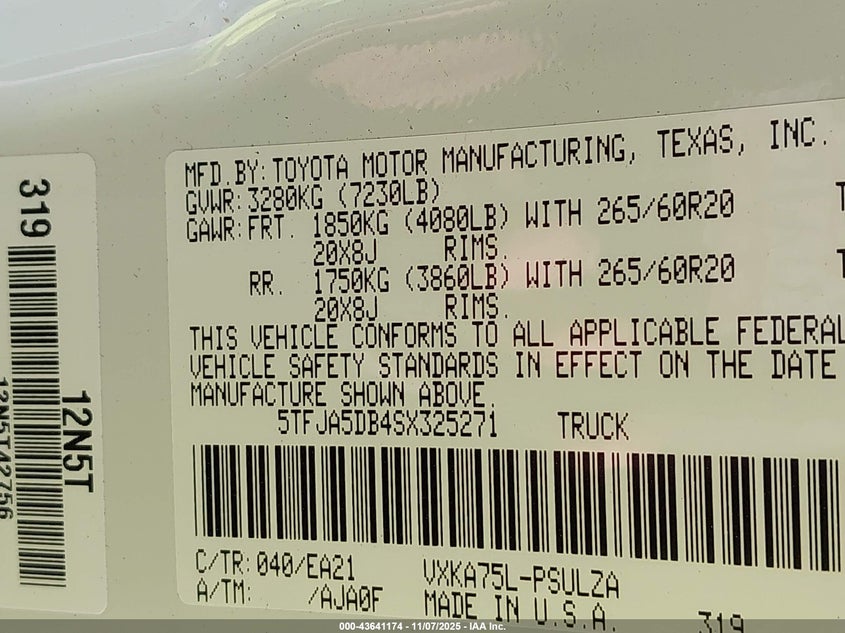 319
12N5T
12N5T42756
MFD.BY:TOYOTA MOTOR MANUFACTURING, TEXAS, INC.
GVWR:3280KG (7230LB)
GAWR:FRT. 1850KG (4080LB) WITH 265/60R20
20X8J RIMS.
RR. 1750KG (3860LB) WITH 265/60R20
20X8J RIMS.
THIS VEHICLE CONFORMS TO ALL APPLICABLE FEDERAL
VEHICLE SAFETY STANDARDS IN EFFECT ON THE DATE
MANUFACTURE SHOWN ABOVE.
5TFJA5DB4SX325271 TRUCK
C/TR:040/EA21 VXKA75L-PSULZA
A/TM: /AJA0F MADE IN U.S.A. 319
000-43641174 - 11/07/2025 - IAA Inc.